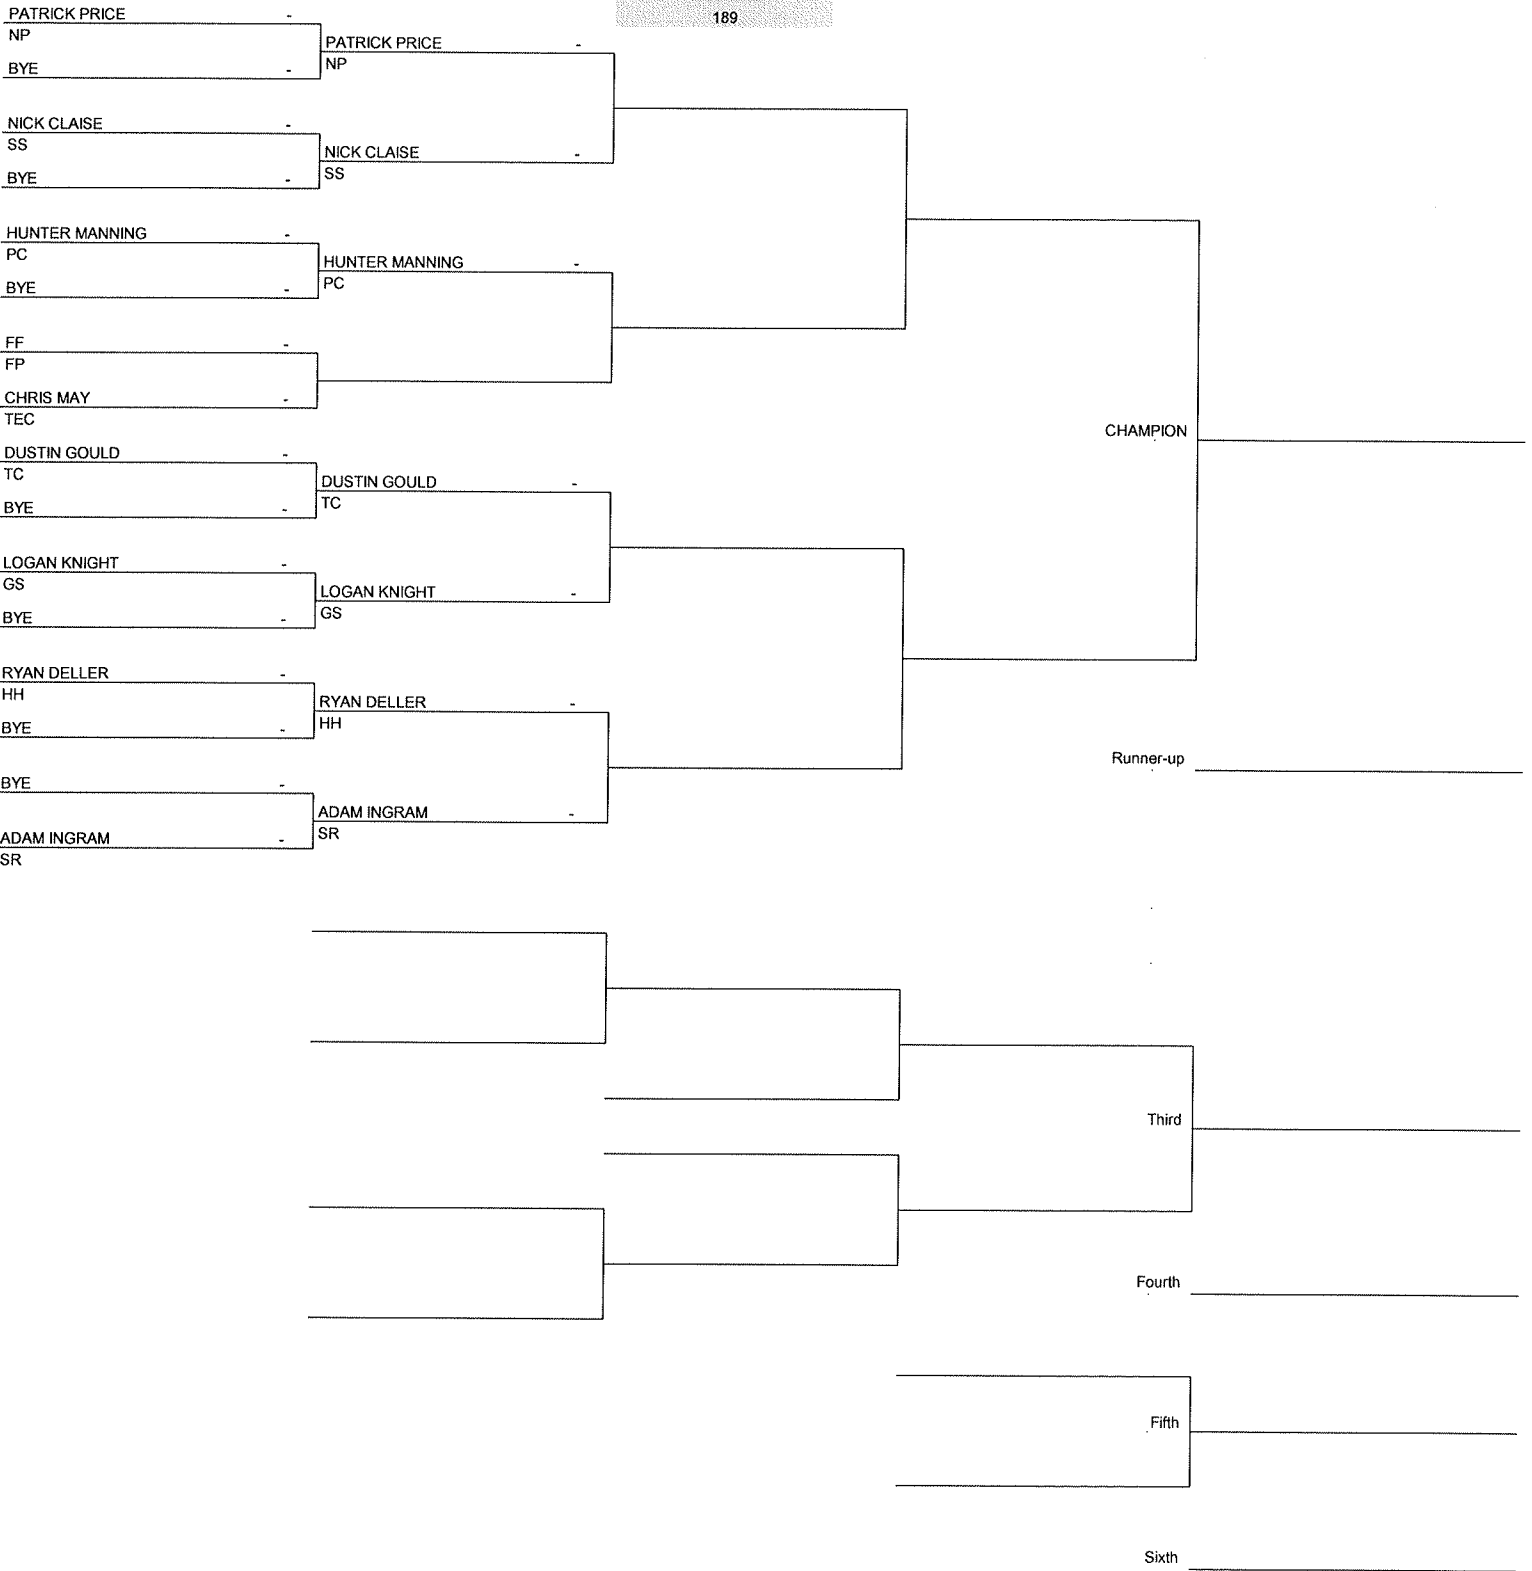 189
PATRICK PRICE -
NP
BYE -
PATRICK PRICE -
NP
NICK CLAISE -
SS
BYE -
NICK CLAISE -
SS
HUNTER MANNING -
PC
BYE -
HUNTER MANNING -
PC
FF -
FP
CHRIS MAY -
TEC
DUSTIN GOULD -
TC
BYE -
DUSTIN GOULD -
TC
LOGAN KNIGHT -
GS
BYE -
LOGAN KNIGHT -
GS
RYAN DELLER -
HH
BYE -
RYAN DELLER -
HH
BYE -
ADAM INGRAM -
SR
ADAM INGRAM -
SR
CHAMPION
Runner-up
Third
Fourth
Fifth
Sixth